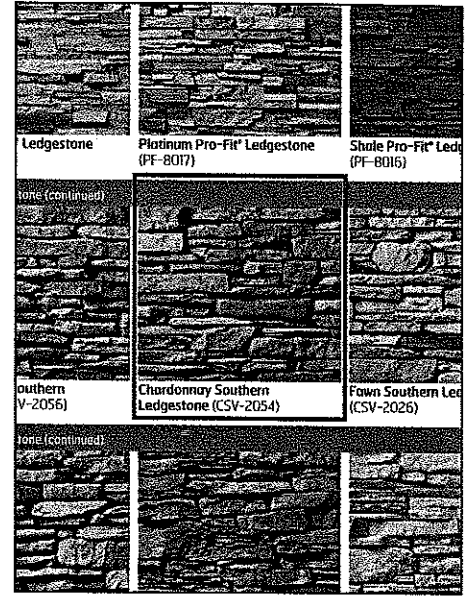 Ledgestone
Platinum Pro-Fit® Ledgestone
(PF-8017)
Shale Pro-Fit® Led
(PF-8016)
tone (continued)
outhern
V-2056)
Chardonnay Southern
Ledgestone (CSV-2054)
Fawn Southern Led
(CSV-2026)
tone (continued)